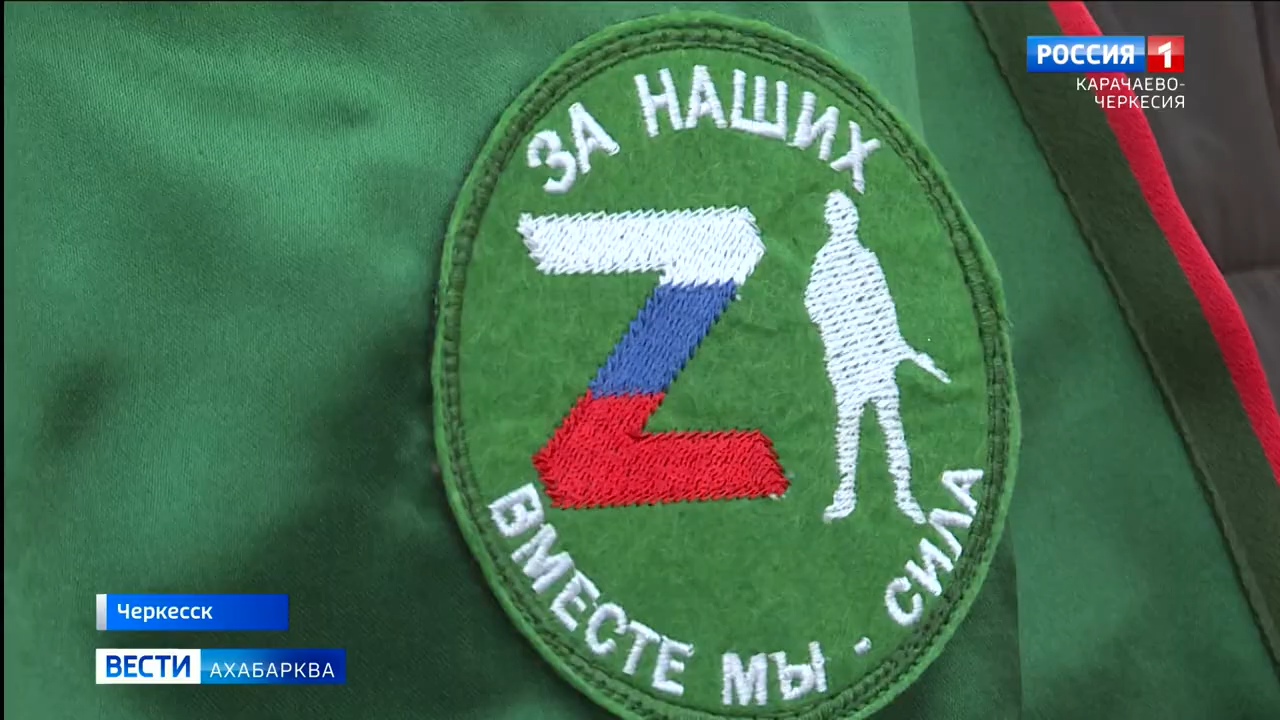 РОССИЯ 1
КАРАЧАЕВО-
ЧЕРКЕСИЯ
ЗА НАШИХ
Z
ВМЕСТЕ МЫ - СИЛА
Черкесск
ВЕСТИ АХАБАРКВА